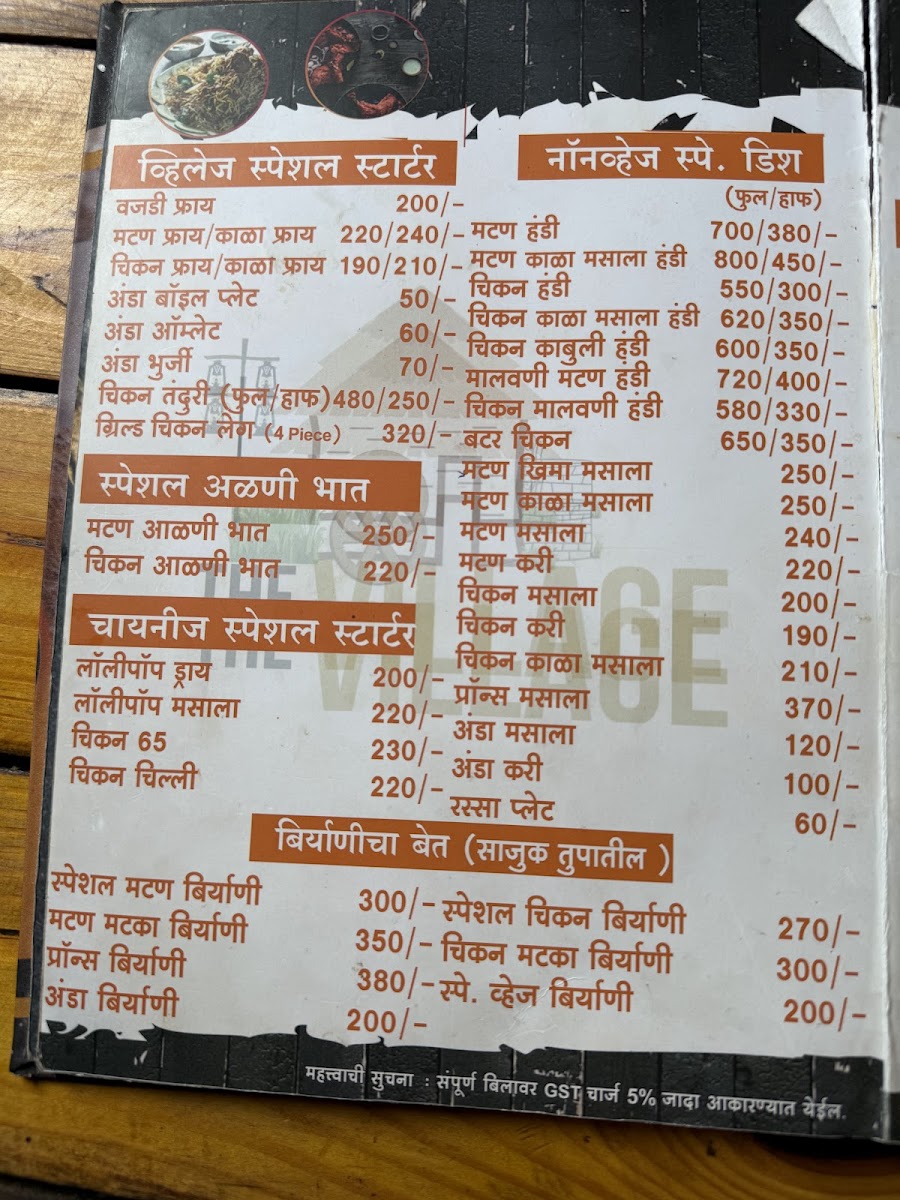 व्हिलेज स्पेशल स्टार्टर
वजडी फ्राय 200/-
मटण फ्राय/काळा फ्राय 220/240/-
चिकन फ्राय/काळा फ्राय 190/210/-
अंडा बॉइल प्लेट 50/-
अंडा ऑम्लेट 60/-
अंडा भुर्जी 70/-
चिकन तंदुरी (फुल/हाफ) 480/250/-
ग्रिल्ड चिकन लेग (4 Piece) 320/-
स्पेशल अळणी भात
मटण आळणी भात 250/-
चिकन आळणी भात 220/-
चायनीज स्पेशल स्टार्टर
लॉलीपॉप ड्राय 200/-
लॉलीपॉप मसाला 220/-
चिकन 65 230/-
चिकन चिल्ली 220/-
नॉनव्हेज स्पे. डिश
(फुल/हाफ)
मटण हंडी 700/380/-
मटण काळा मसाला हंडी 800/450/-
चिकन हंडी 550/300/-
चिकन काळा मसाला हंडी 620/350/-
चिकन काबुली हंडी 600/350/-
मालवणी मटण हंडी 720/400/-
चिकन मालवणी हंडी 580/330/-
बटर चिकन 650/350/-
मटण खिमा मसाला 250/-
मटण काळा मसाला 250/-
मटण मसाला 240/-
मटण करी 220/-
चिकन मसाला 200/-
चिकन करी 190/-
चिकन काळा मसाला 210/-
प्रॉन्स मसाला 370/-
अंडा मसाला 120/-
अंडा करी 100/-
रस्सा प्लेट 60/-
THE VILLAGE
बिर्याणीचा बेत (साजुक तुपातील )
स्पेशल मटण बिर्याणी 300/-
मटण मटका बिर्याणी 350/-
प्रॉन्स बिर्याणी 380/-
अंडा बिर्याणी 200/-
स्पेशल चिकन बिर्याणी 270/-
चिकन मटका बिर्याणी 300/-
स्पे. व्हेज बिर्याणी 200/-
महत्त्वाची सुचना : संपूर्ण बिलावर GST चार्ज 5% जादा आकारण्यात येईल.